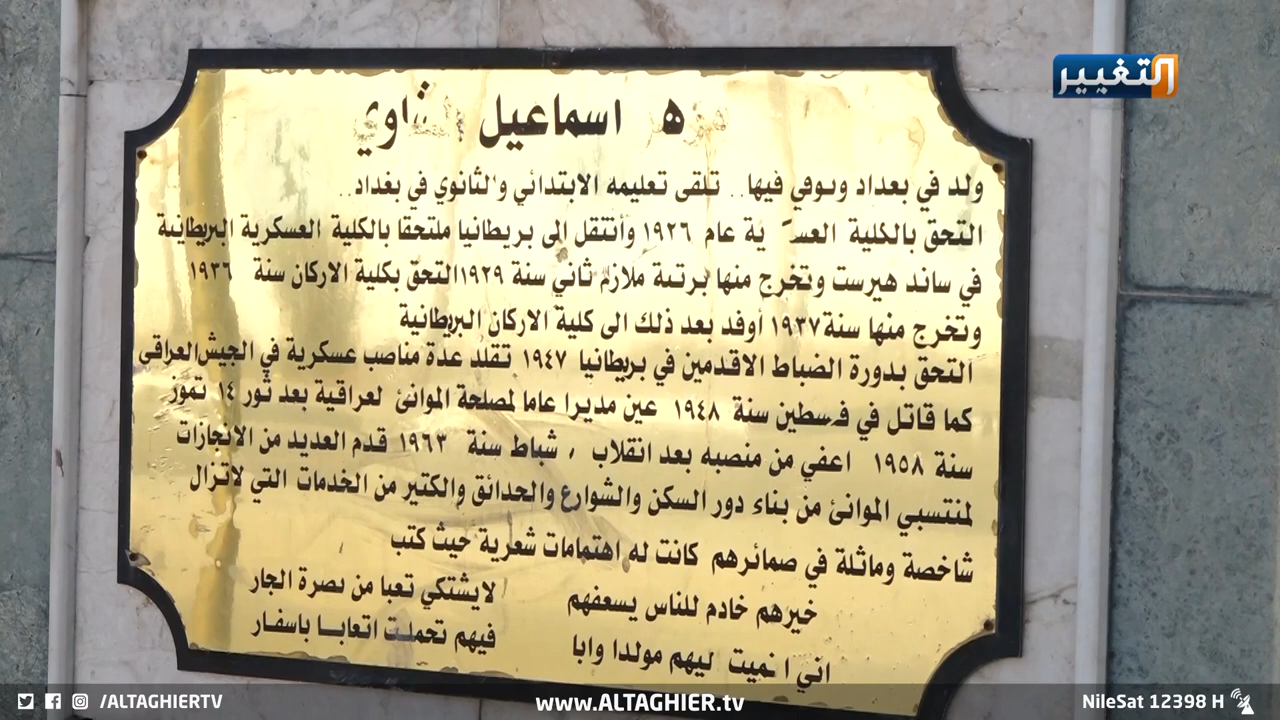 التغيير
اسماعيل
ولد في بغداد وتوفي فيها.. تلقى تعليمه الابتدائي والثانوي في بغداد..
التحق بالكلية عام ١٩٢٦ وأنتقل الى بريطانيا ملتحقا بالكلية العسكرية البريطانية
في ساند هيرست وتخرج منها برتبة ملازم ثاني سنة ١٩٢٩ التحق بكلية الاركان سنة ١٩٣٦
وتخرج منها سنة ١٩٣٧ أوفد بعد ذلك الى كلية الاركان البريطانية
التحق بدورة الضباط الاقدمين في بريطانيا ١٩٤٧ تقلد عدة مناصب عسكرية في الجيش العراقي
كما قاتل في فلسطين سنة ١٩٤٨ عين مديرا عاما لمصلحة الموانئ لعراقية بعد ثور ١٤ تموز
سنة ١٩٥٨ اعفي من منصبه بعد انقلاب شباط سنة ١٩٦٣ قدم العديد من الانجازات
لمنتسبي الموانئ من بناء دور السكن والشوارع والحدائق والكثير من الخدمات التي لاتزال
شاخصة وماثلة في ضمائرهم كانت له اهتمامات شعرية حيث كتب
خيرهم خادم للناس يسعفهم لايشتكي تعبا من نصرة الجار
اني ليهم مولدا وابا فيهم تحملت اتعابا باسفار
/ALTAGHIERTV www.ALTAGHIER.tv NileSat 12398 H